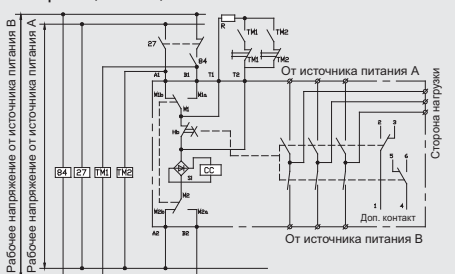 Рабочее напряжение от источника питания В
Рабочее напряжение от источника питания А
R
TM1
TM2
27
84
TM1
TM2
A1
B1
T1
T2
От источника питания А
M1b
M1a
M1
Hb
84
27
TM1
TM2
CC
S1
M2
M2b
M2a
A2
B2
2
3
5
6
1
4
Доп. контакт
Сторона нагрузки
От источника питания В